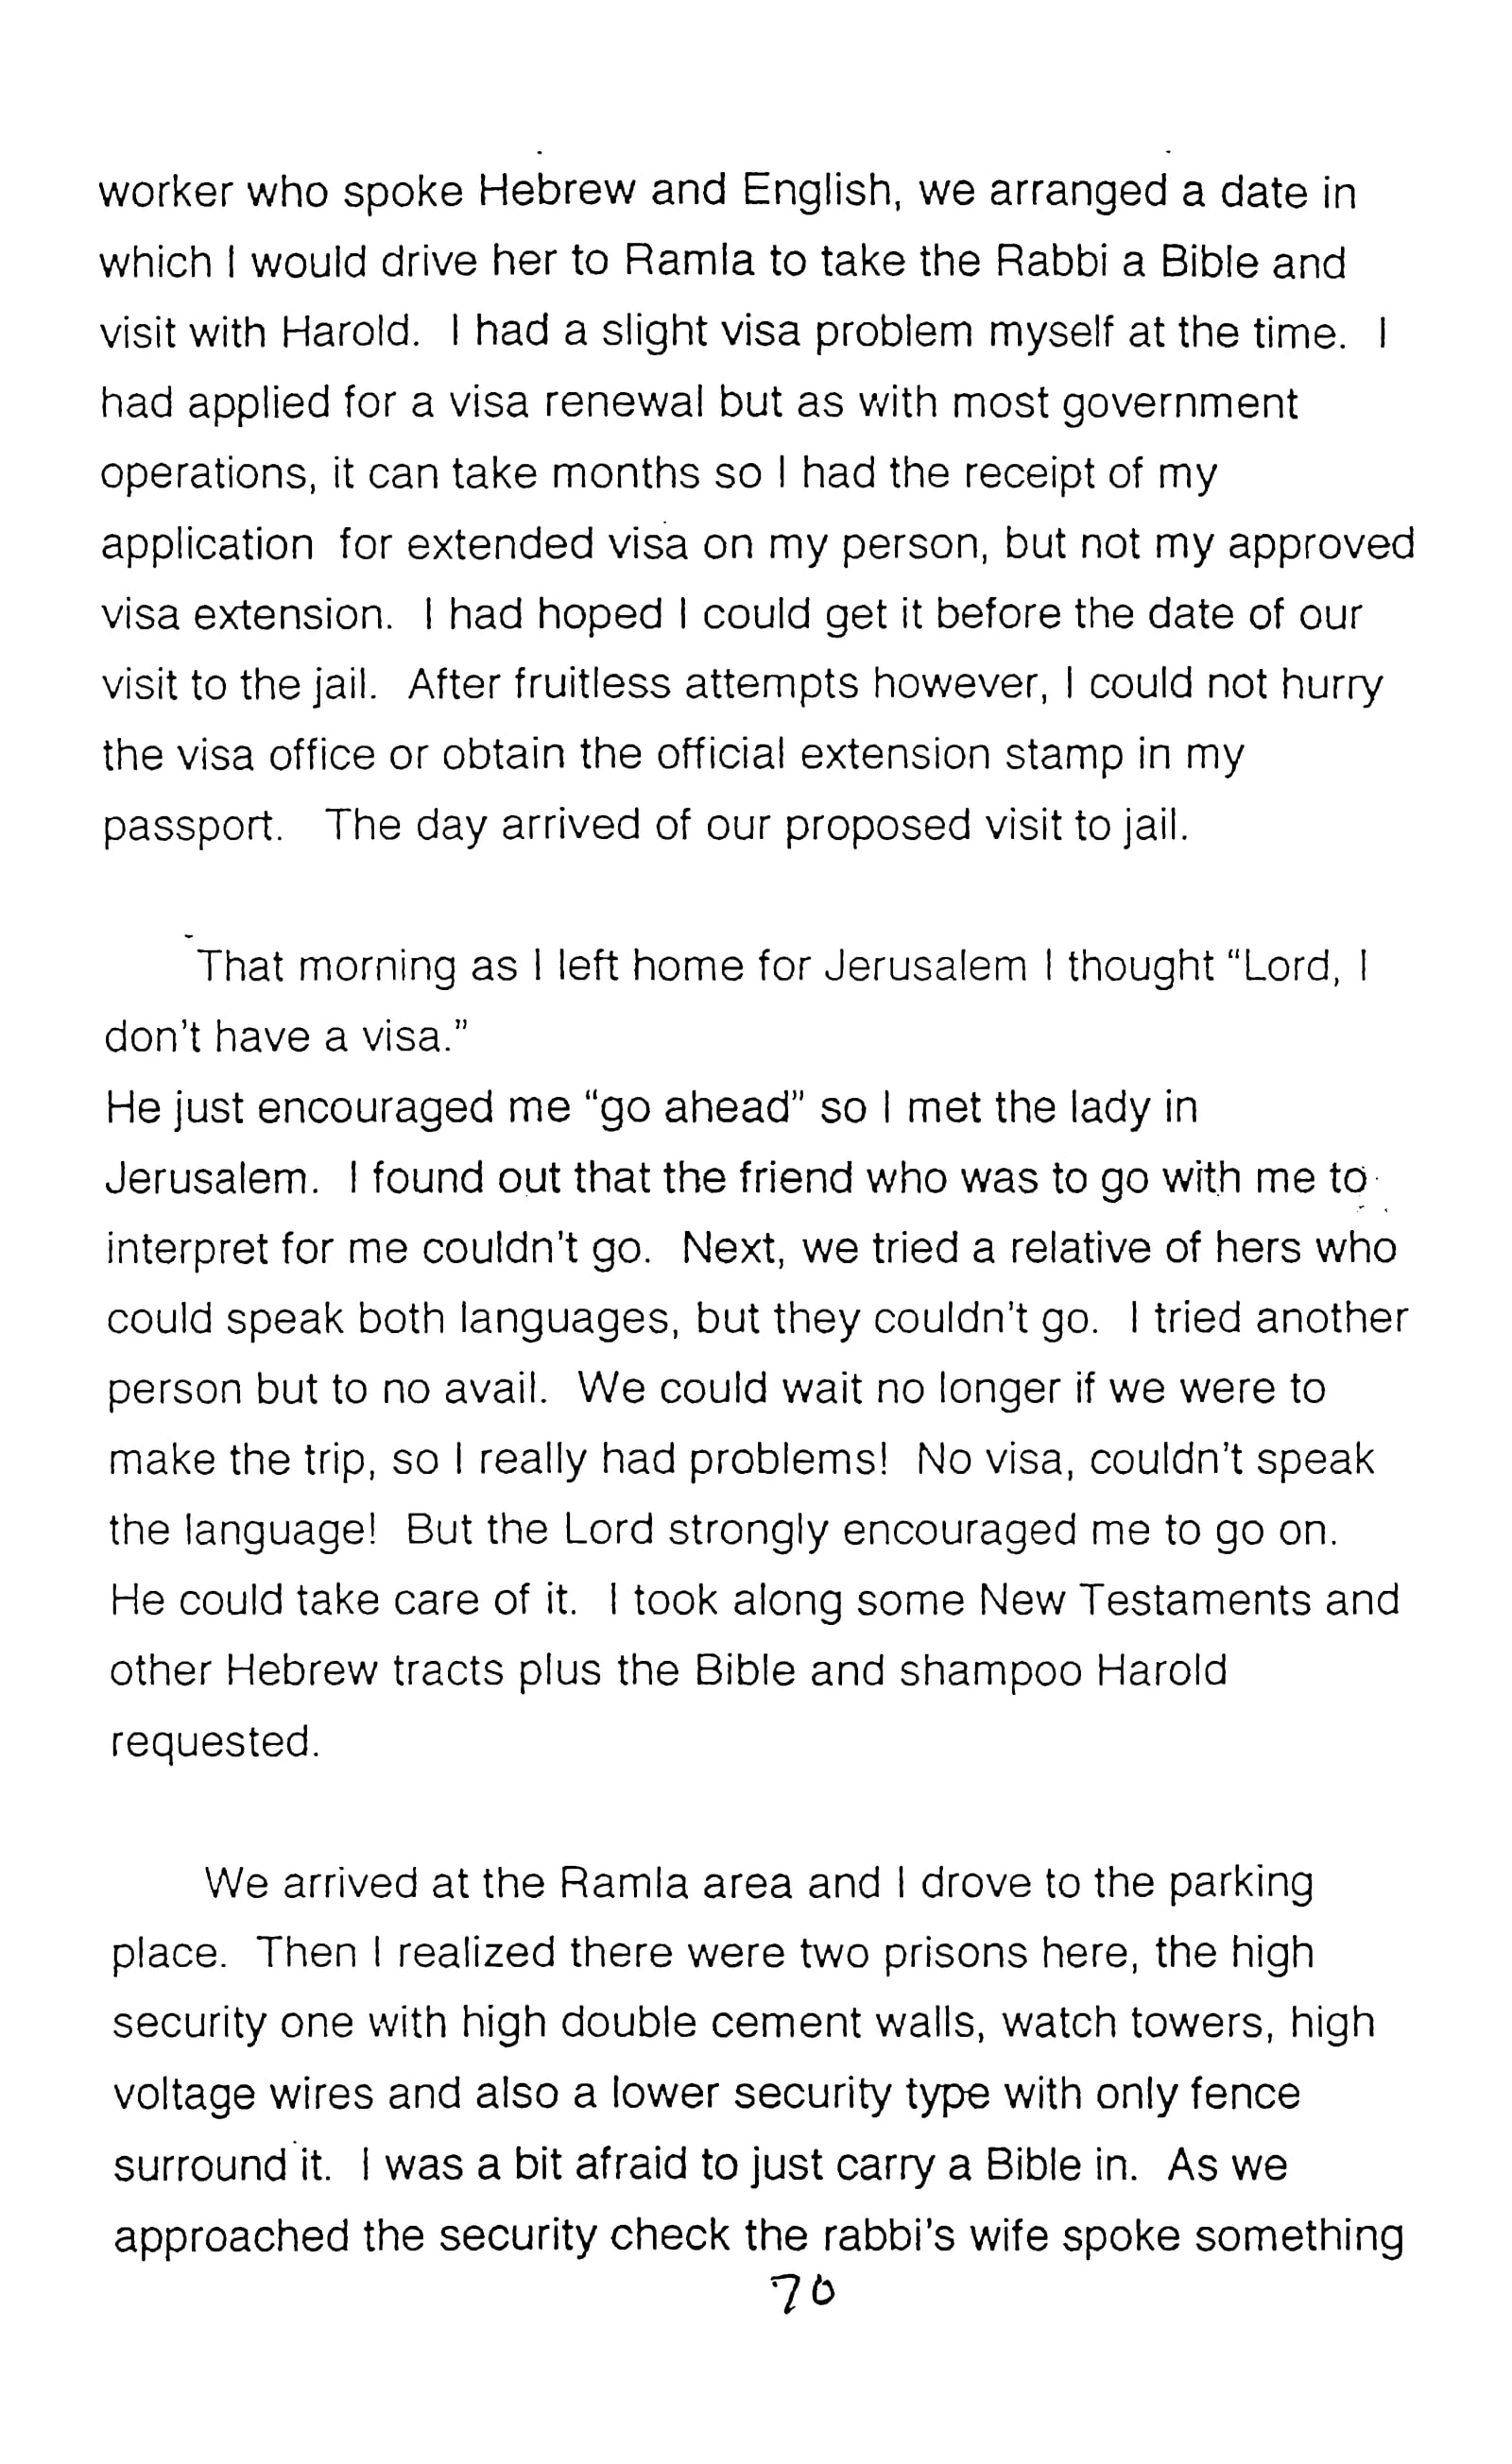 worker who spoke Hebrew and English, we arranged a date in
which I would drive her to Ramla to take the Rabbi a Bible and
visit with Harold.  I had a slight visa problem myself at the time.  I
had applied for a visa renewal but as with most government
operations, it can take months so I had the receipt of my
application  for extended visa on my person, but not my approved
visa extension.  I had hoped I could get it before the date of our
visit to the jail.  After fruitless attempts however, I could not hurry
the visa office or obtain the official extension stamp in my
passport.   The day arrived of our proposed visit to jail.

That morning as I left home for Jerusalem I thought “Lord, I
don't have a visa.”
He just encouraged me “go ahead” so I met the lady in
Jerusalem.  I found out that the friend who was to go with me to
interpret for me couldn't go.  Next, we tried a relative of hers who
could speak both languages, but they couldn't go.  I tried another
person but to no avail.  We could wait no longer if we were to
make the trip, so I really had problems!  No visa, couldn't speak
the language!  But the Lord strongly encouraged me to go on.
He could take care of it.  I took along some New Testaments and
other Hebrew tracts plus the Bible and shampoo Harold
requested.

We arrived at the Ramla area and I drove to the parking
place.  Then I realized there were two prisons here, the high
security one with high double cement walls, watch towers, high
voltage wires and also a lower security type with only fence
surround it.  I was a bit afraid to just carry a Bible in.  As we
approached the security check the rabbi's wife spoke something
70